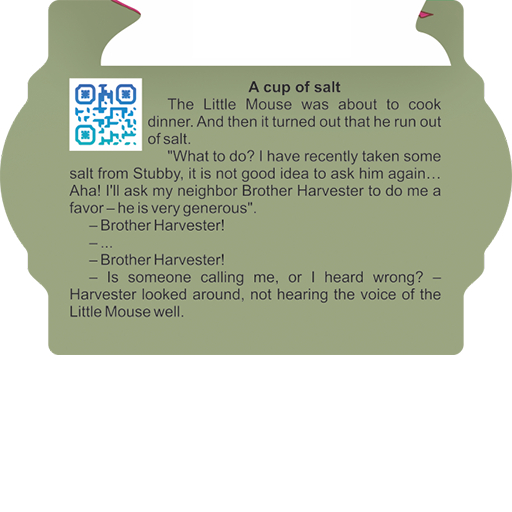 A cup of salt
The Little Mouse was about to cook
dinner. And then it turned out that he run out
of salt.
"What to do? I have recently taken some
salt from Stubby, it is not good idea to ask him again...
Aha! I'll ask my neighbor Brother Harvester to do me a
favor – he is very generous".
– Brother Harvester!
– ...
– Brother Harvester!
– Is someone calling me, or I heard wrong? –
Harvester looked around, not hearing the voice of the
Little Mouse well.